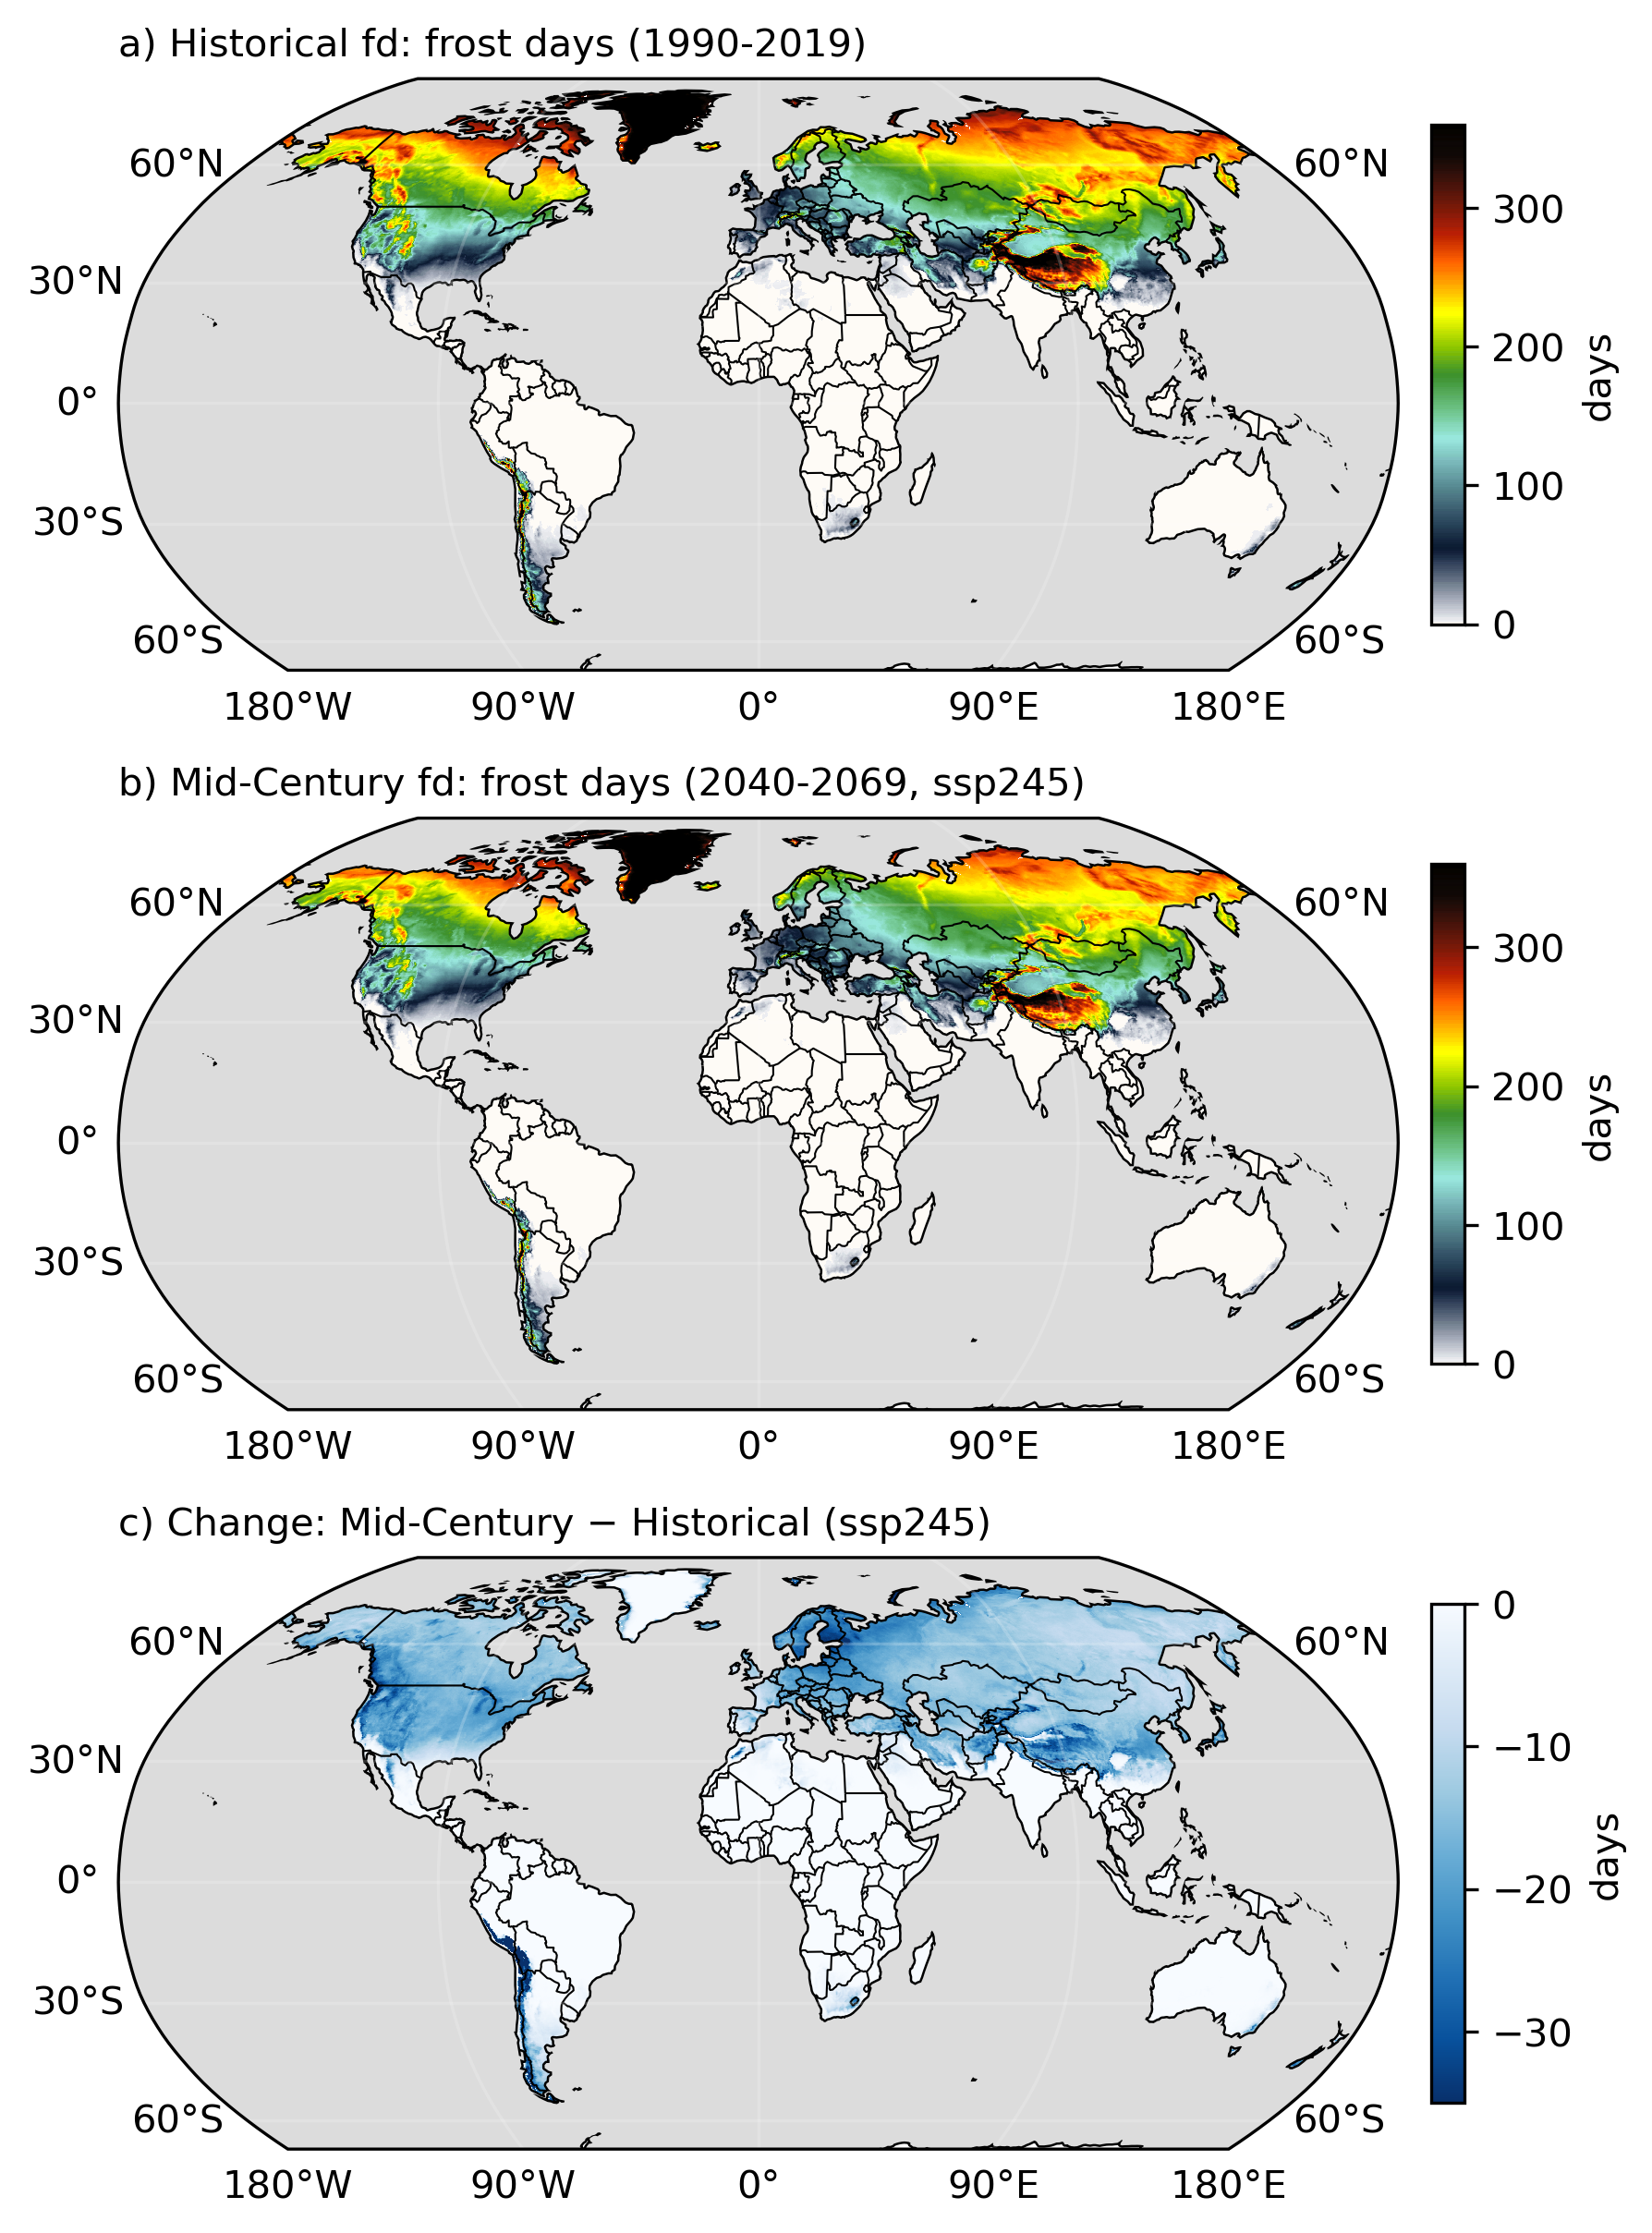 a) Historical fd: frost days (1990-2019)
60°N 60°N
30°N
0°
30°S
60°S 60°S
180°W 90°W 0° 90°E 180°E
300
200
100
0
days
b) Mid-Century fd: frost days (2040-2069, ssp245)
60°N 60°N
30°N
0°
30°S
60°S 60°S
180°W 90°W 0° 90°E 180°E
300
200
100
0
days
c) Change: Mid-Century − Historical (ssp245)
60°N 60°N
30°N
0°
30°S
60°S 60°S
180°W 90°W 0° 90°E 180°E
0
−10
−20
−30
days